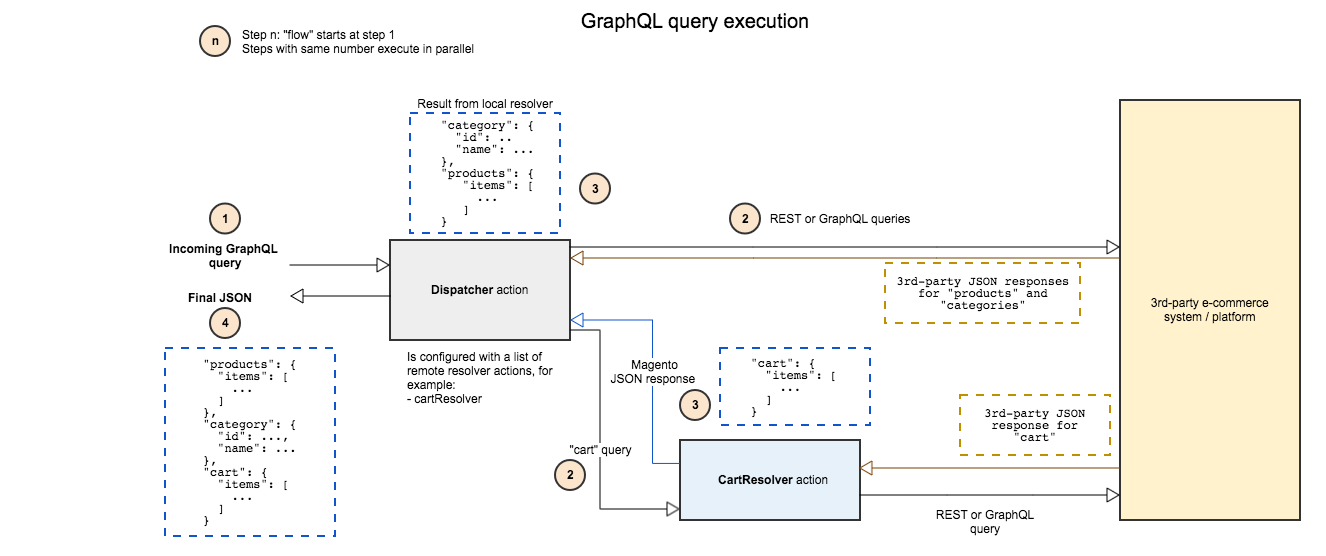 GraphQL query execution
n
Step n: "flow" starts at step 1
Steps with same number execute in parallel
Result from local resolver
"category": {
"id": ..
"name": ...
},
"products": {
"items": [
...
]
}
3
1
Incoming GraphQL
query
Final JSON
4
"products": {
"items": [
...
]
},
"category": {
"id": ...,
"name": ...
},
"cart": {
"items": [
...
]
}
Dispatcher action
Is configured with a list of
remote resolver actions, for
example:
- cartResolver
2
REST or GraphQL queries
3rd-party JSON responses
for "products" and
"categories"
3rd-party e-commerce
system / platform
Magento
JSON response
3
"cart": {
"items": [
...
]
}
3rd-party JSON
response for
"cart"
"cart" query
2
CartResolver action
REST or GraphQL
query